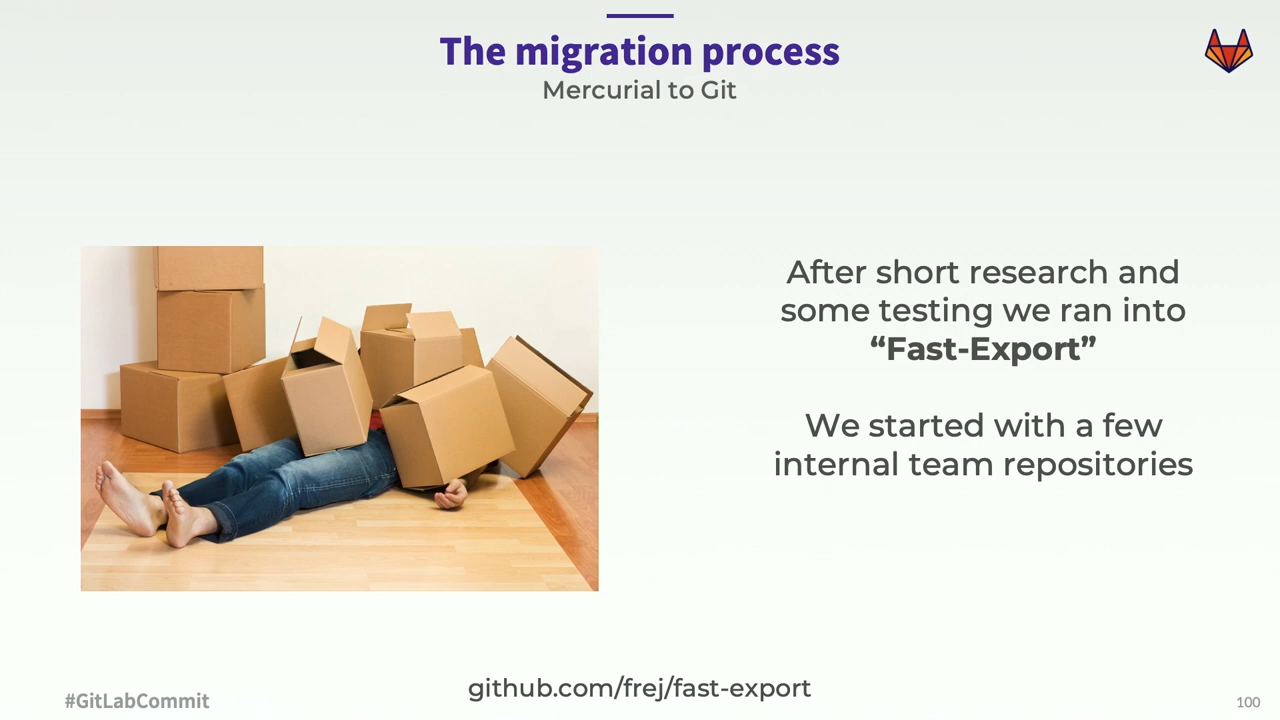 The migration process
Mercurial to Git
After short research and
some testing we ran into
“Fast-Export”
We started with a few
internal team repositories
github.com/frej/fast-export
#GitLabCommit
100